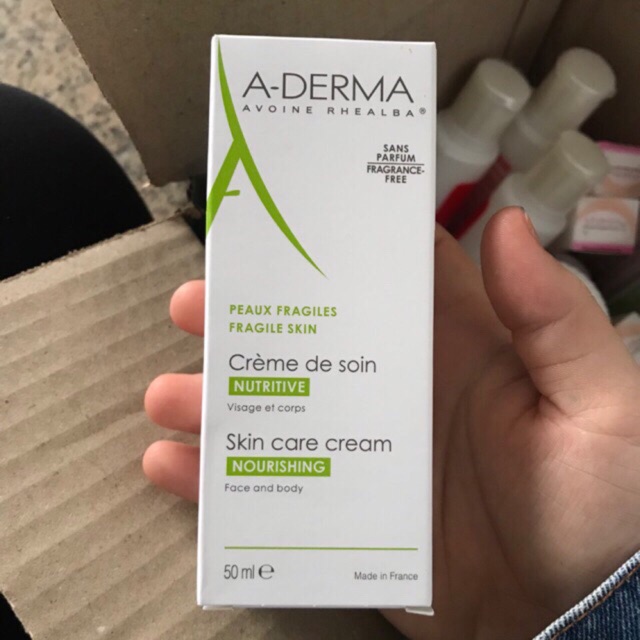 A-DERMA
AVOINE RHEALBA®
SANS
PARFUM
FRAGRANCE-
FREE
PEAUX FRAGILES
FRAGILE SKIN
Crème de soin
NUTRITIVE
Visage et corps
Skin care cream
NOURISHING
Face and body
50 ml ℮
Made in France